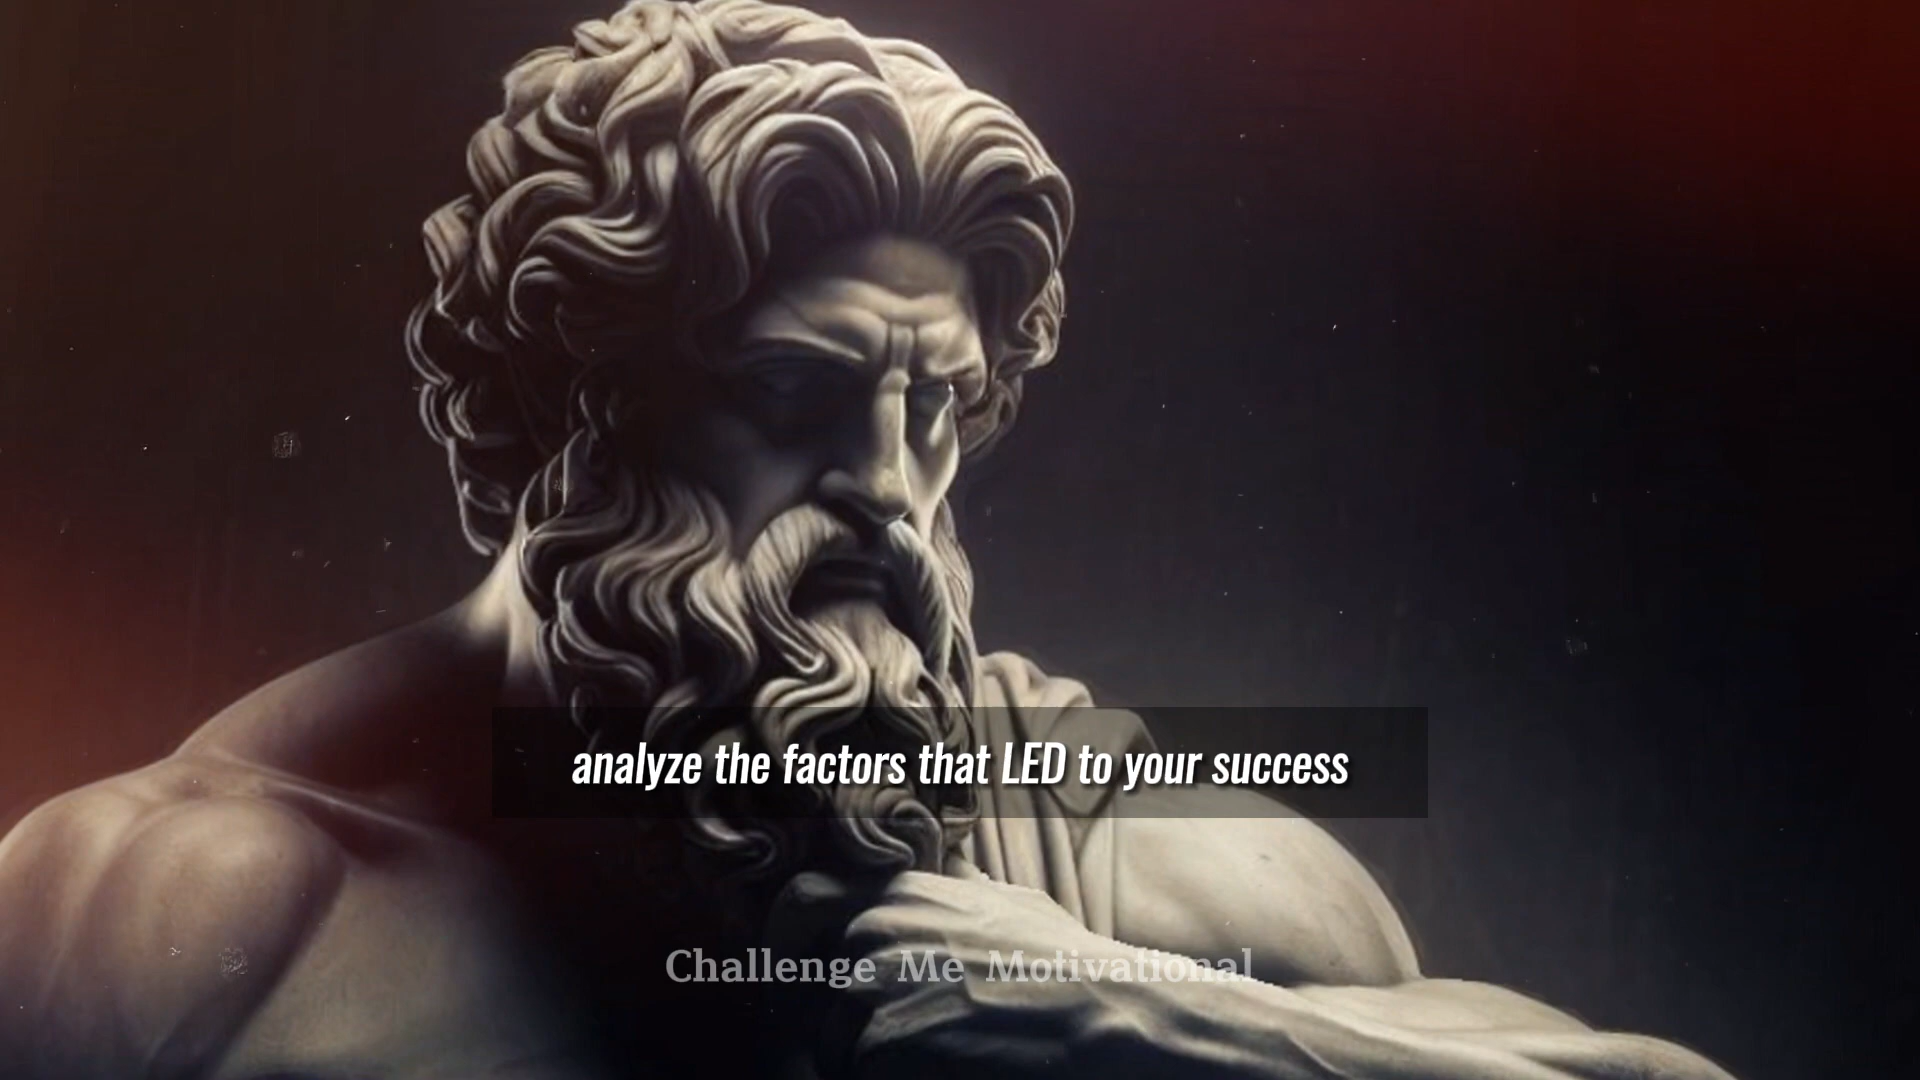 analyze the factors that LED to your success
Challenge Me Motivational